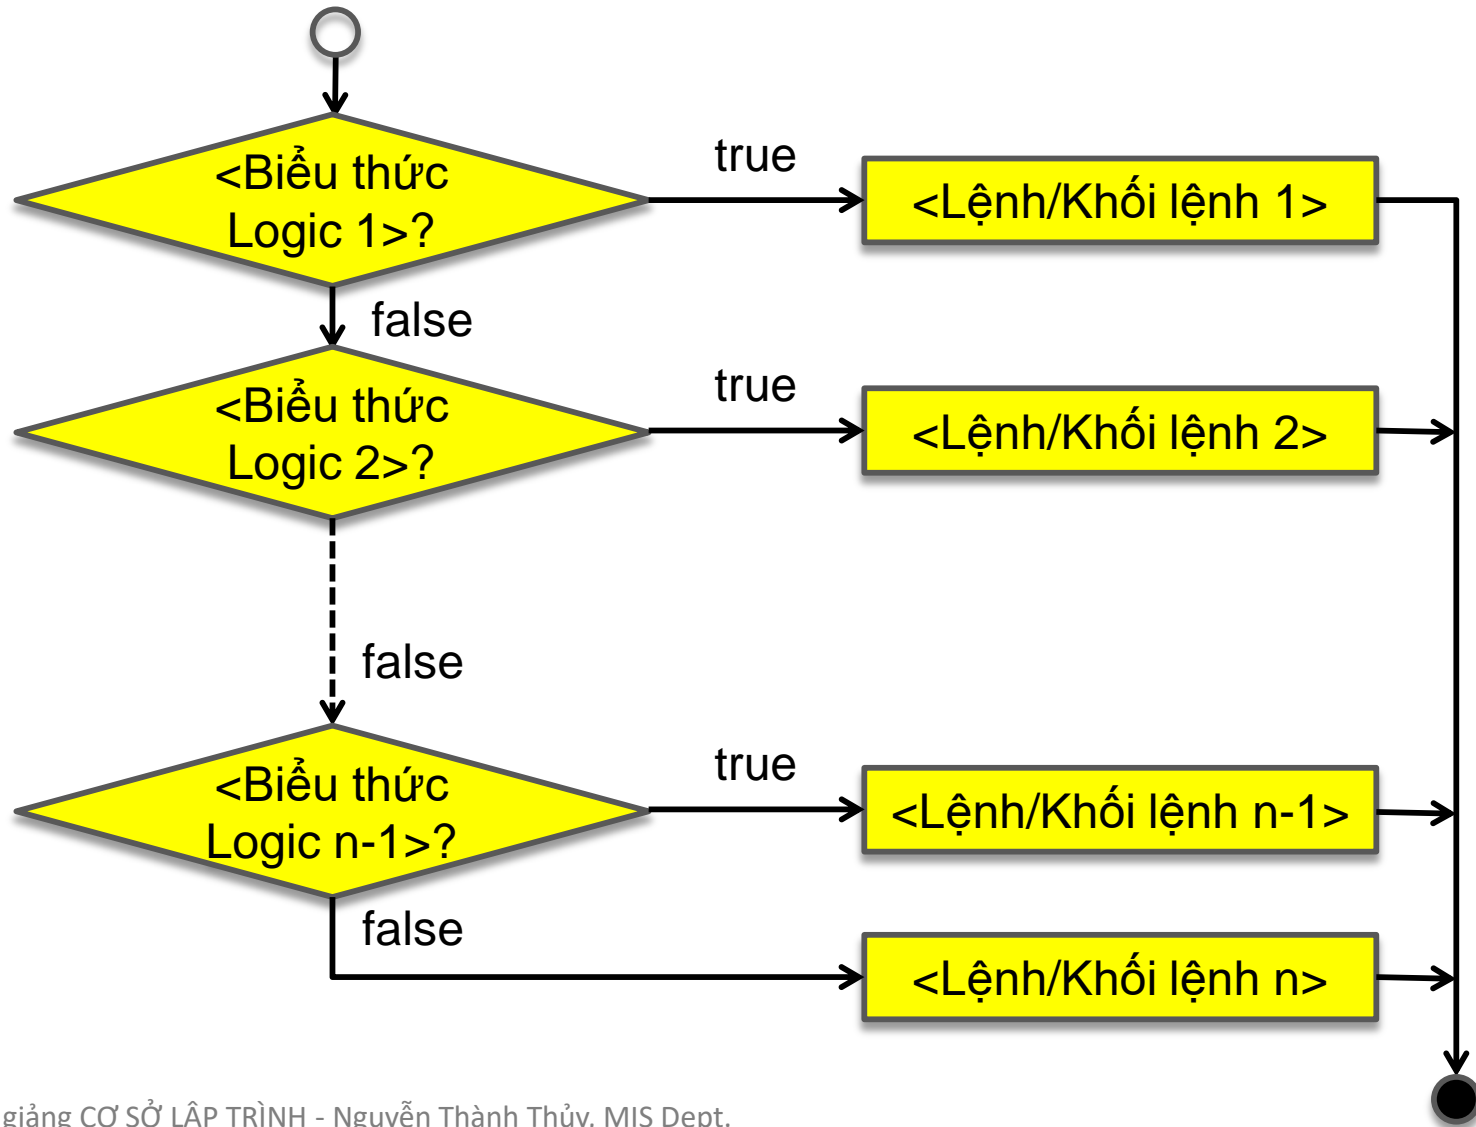 <Biểu thức
Logic 1>?
true
<Lệnh/Khối lệnh 1>
false
<Biểu thức
Logic 2>?
true
<Lệnh/Khối lệnh 2>
false
<Biểu thức
Logic n-1>?
true
<Lệnh/Khối lệnh n-1>
false
<Lệnh/Khối lệnh n>
giảng CƠ SỞ LẬP TRÌNH - Nguyễn Thành Thủy, MIS Dept.